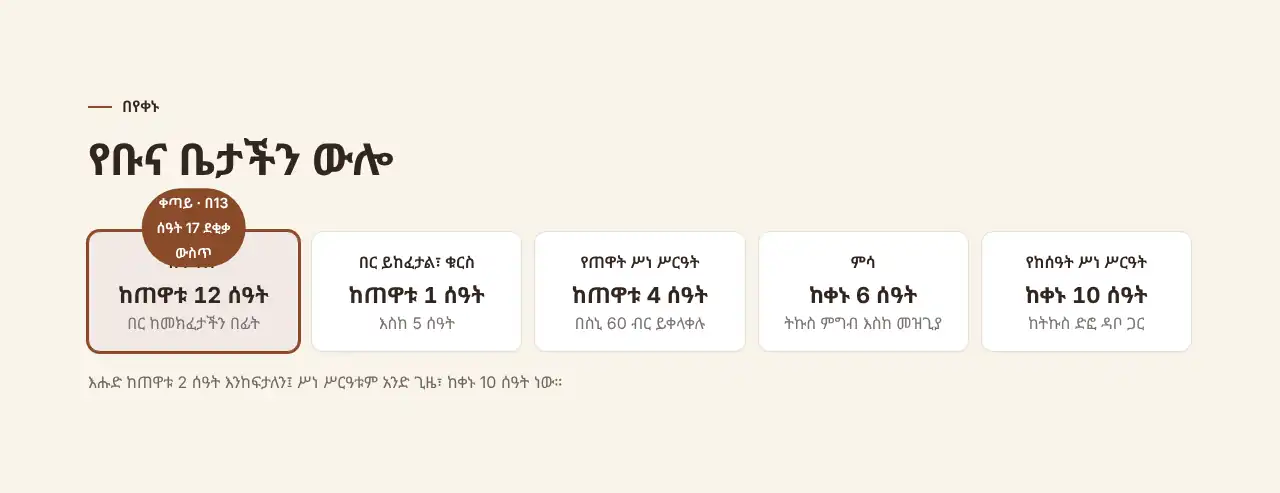 በየቀኑ
የቡና ቤታችን ውሎ
ቀጣይ · በ13
ሰዓት 17 ደቂቃ
ውስጥ
ከጠዋቱ 12 ሰዓት
በር ከመክፈታችን በፊት
በር ይከፈታል፣ ቁርስ
ከጠዋቱ 1 ሰዓት
እስከ 5 ሰዓት
የጠዋት ሥነ ሥርዓት
ከጠዋቱ 4 ሰዓት
በስኒ 60 ብር ይቀላቀሉ
ምሳ
ከቀኑ 6 ሰዓት
ትኩስ ምግብ እስከ መዝጊያ
የከሰዓት ሥነ ሥርዓት
ከቀኑ 10 ሰዓት
ከትኩስ ድፎ ዳቦ ጋር
እሑድ ከጠዋቱ 2 ሰዓት እንከፍታለን፤ ሥነ ሥርዓቱም አንድ ጊዜ፣ ከቀኑ 10 ሰዓት ነው።